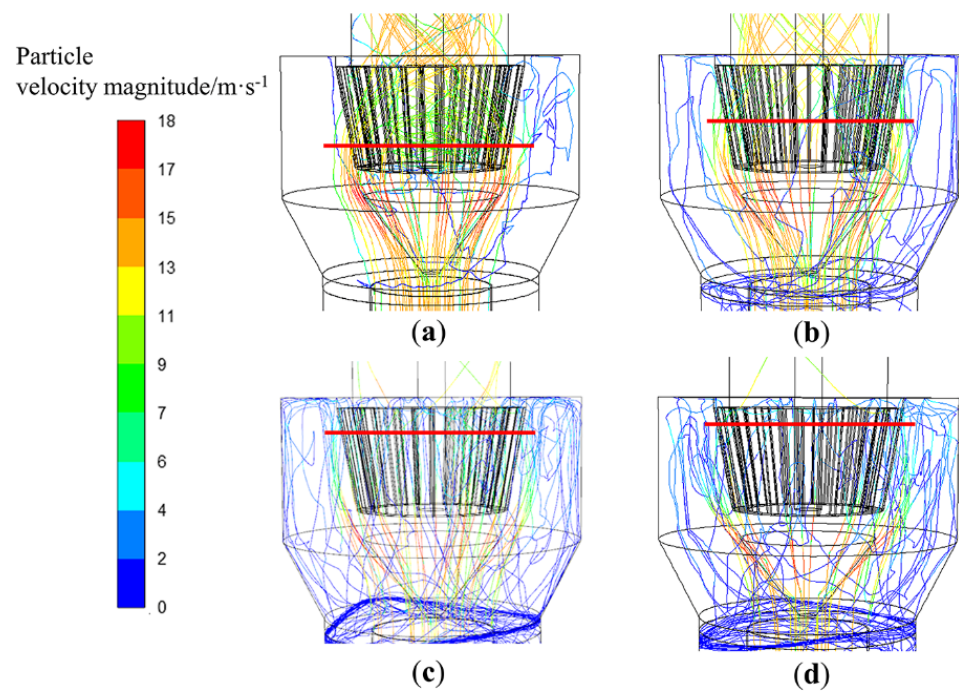 Particle
velocity magnitude/m·s⁻¹
18
17
15
13
11
9
7
6
4
2
0
(a)
(b)
(c)
(d)